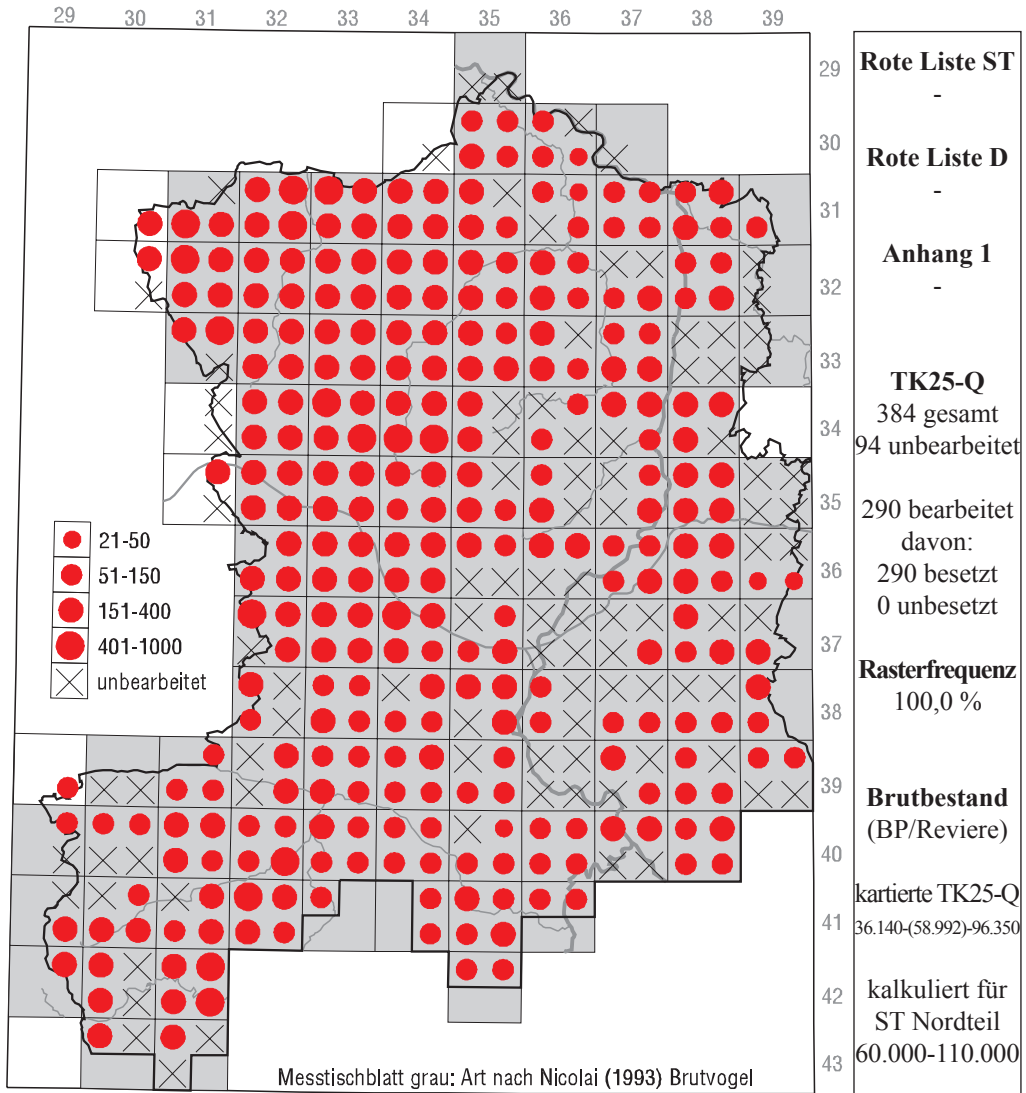 29 30 31 32 33 34 35 36 37 38 39
29
30
31
32
33
34
35
36
37
38
39
40
41
42
43
21-50
51-150
151-400
401-1000
unbearbeitet
Messtischblatt grau: Art nach Nicolai (1993) Brutvogel
Rote Liste ST
-
Rote Liste D
-
Anhang 1
-
TK25-Q
384 gesamt
94 unbearbeitet
290 bearbeitet
davon:
290 besetzt
0 unbesetzt
Rasterfrequenz
100,0 %
Brutbestand
(BP/Reviere)
kartierte TK25-Q
36.140-(58.992)-96.350
kalkuliert für
ST Nordteil
60.000-110.000